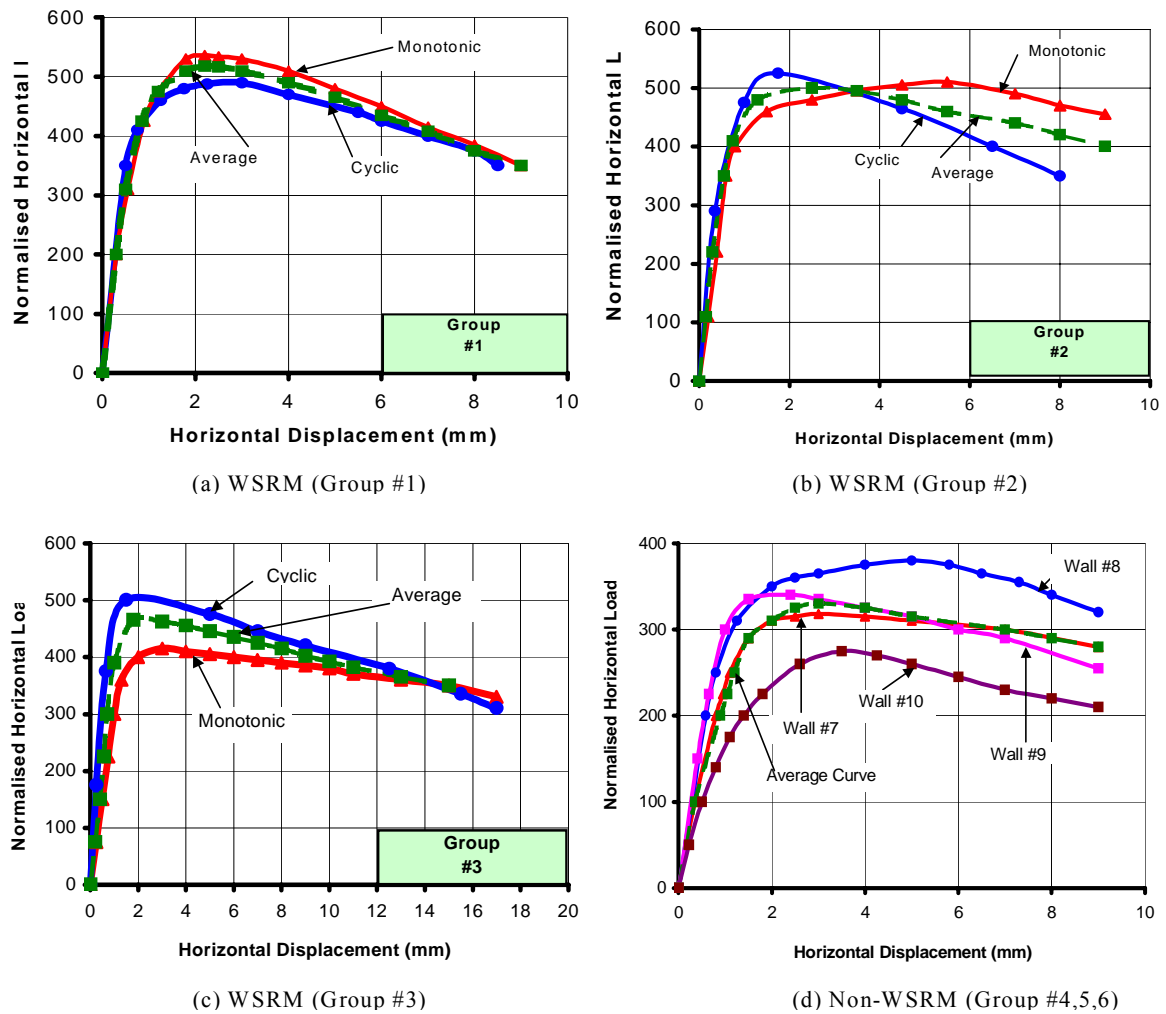 600
500
400
300
200
100
0
Normalised Horizontal l
Monotonic
Average
Cyclic
Group
#1
0 2 4 6 8 10
Horizontal Displacement (mm)
(a) WSRM (Group #1)
600
500
400
300
200
100
0
Normalised Horizontal L
Monotonic
Cyclic
Average
Group
#2
0 2 4 6 8 10
Horizontal Displacement (mm)
(b) WSRM (Group #2)
600
500
400
300
200
100
0
Normalised Horizontal Loa
Cyclic
Average
Monotonic
Group
#3
0 2 4 6 8 10 12 14 16 18 20
Horizontal Displacement (mm)
(c) WSRM (Group #3)
400
300
200
100
0
Normalised Horizontal Load
Wall #8
Wall #10
Wall #7
Wall #9
Average Curve
0 2 4 6 8 10
Horizontal Displacement (mm)
(d) Non-WSRM (Group #4,5,6)